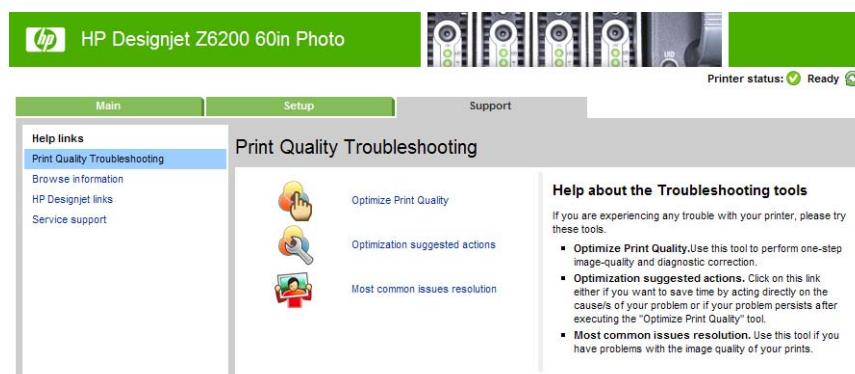 hp HP Designjet Z6200 60in Photo
UID
Printer status: Ready
Main Setup Support
Help links
Print Quality Troubleshooting
Browse information
HP Designjet links
Service support
Print Quality Troubleshooting
Optimize Print Quality
Optimization suggested actions
Most common issues resolution
Help about the Troubleshooting tools
If you are experiencing any trouble with your printer, please try
these tools.
Optimize Print Quality.Use this tool to perform one-step
image-quality and diagnostic correction.
Optimization suggested actions. Click on this link
either if you want to save time by acting directly on the
cause/s of your problem or if your problem persists after
executing the "Optimize Print Quality" tool.
Most common issues resolution. Use this tool if you
have problems with the image quality of your prints.